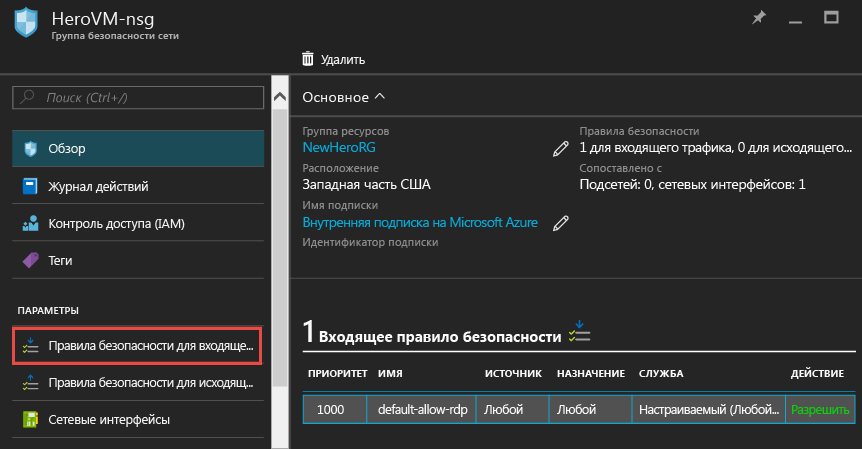 HeroVM-nsg
Группа безопасности сети
Удалить
Поиск (Ctrl+/)
Обзор
Журнал действий
Контроль доступа (IAM)
Теги
ПАРАМЕТРЫ
Правила безопасности для входяще...
Правила безопасности для исходящ...
Сетевые интерфейсы
Основное
Группа ресурсов
NewHeroRG
Расположение
Западная часть США
Имя подписки
Внутренняя подписка на Microsoft Azure
Идентификатор подписки
Правила безопасности
1 для входящего трафика, 0 для исходящего...
Сопоставлено с
Подсетей: 0, сетевых интерфейсов: 1
1 Входящее правило безопасности
ПРИОРИТЕТ ИМЯ ИСТОЧНИК НАЗНАЧЕНИЕ СЛУЖБА ДЕЙСТВИЕ
1000 default-allow-rdp Любой Любой Настраиваемый (Любой... Разрешить